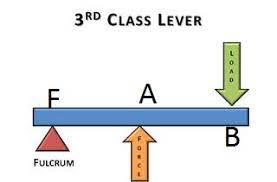 3RD CLASS LEVER
LOAD
F A
B
FORCE
FULCRUM